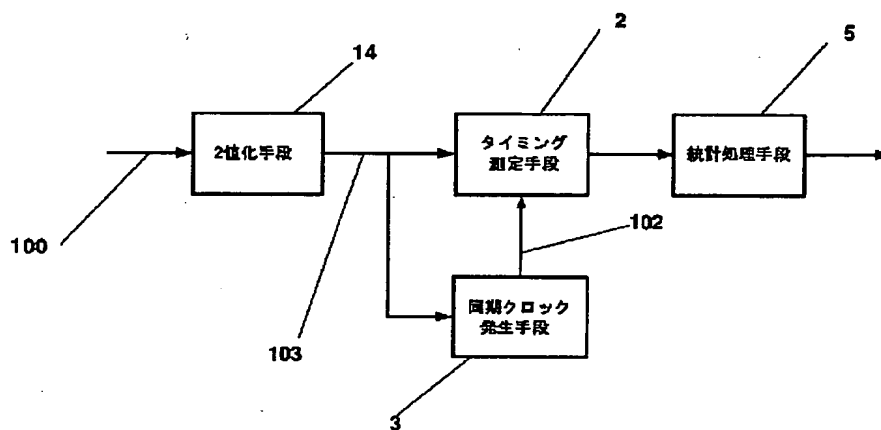 2
5
14
2値化手段
タイミング
測定手段
統計処理手段
100
102
103
同期クロック
発生手段
3